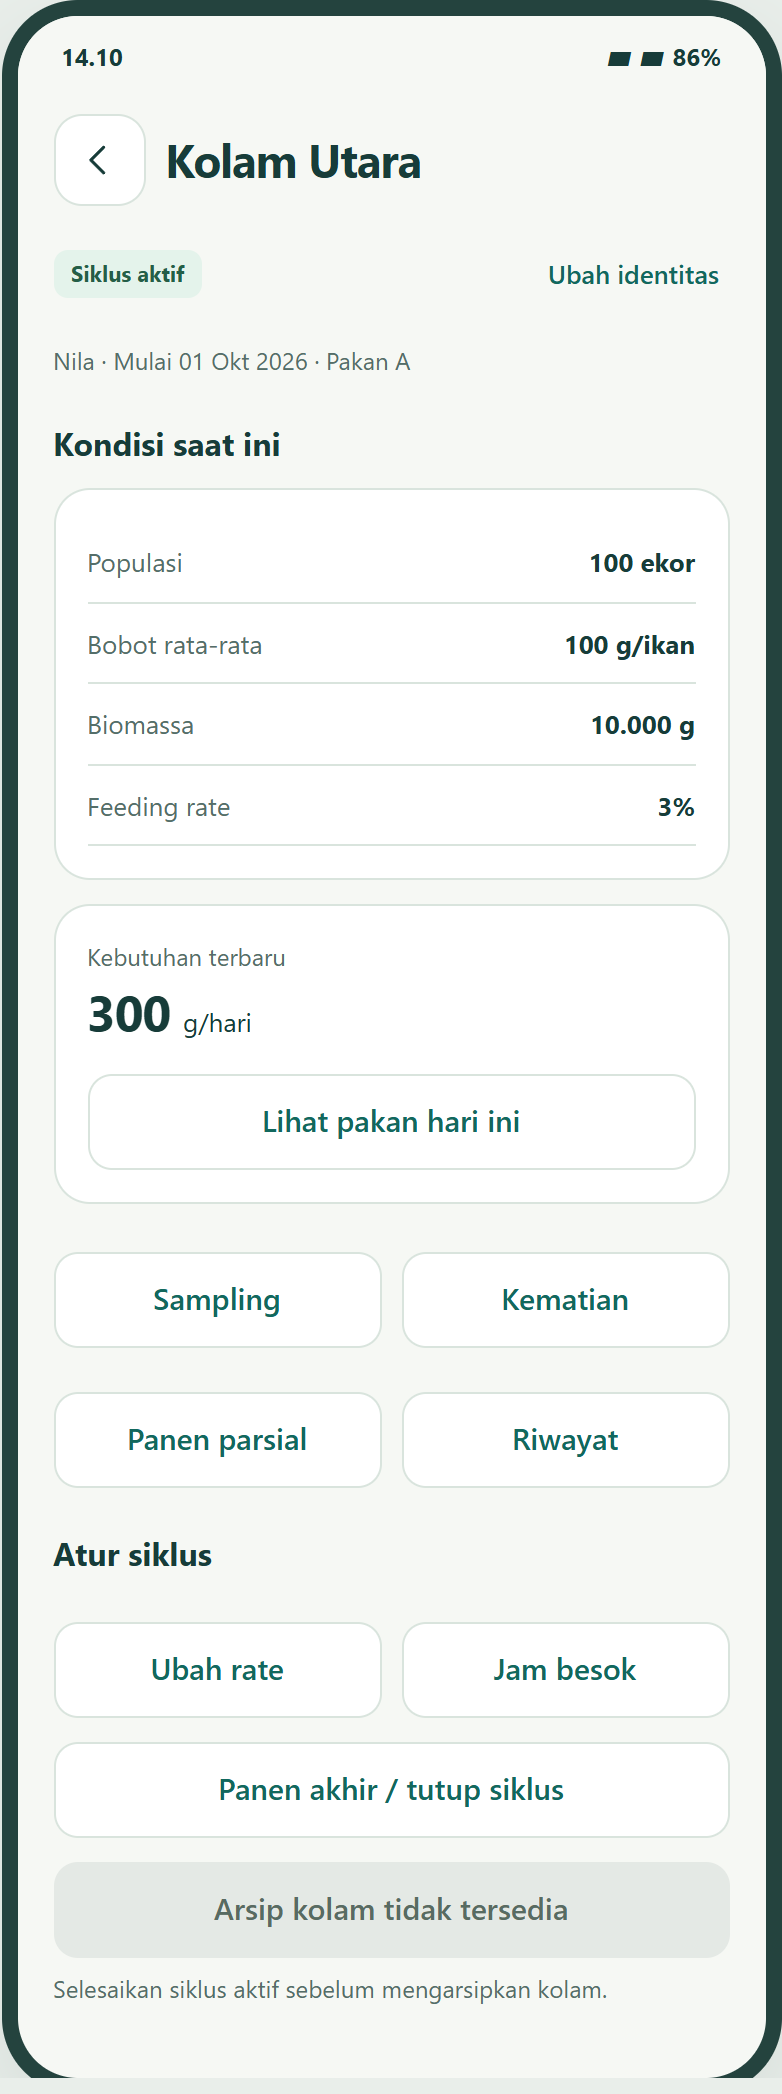 14.10
86%
Kolam Utara
Siklus aktif
Ubah identitas
Nila · Mulai 01 Okt 2026 · Pakan A
Kondisi saat ini
Populasi
100 ekor
Bobot rata-rata
100 g/ikan
Biomassa
10.000 g
Feeding rate
3%
Kebutuhan terbaru
300 g/hari
Lihat pakan hari ini
Sampling
Kematian
Panen parsial
Riwayat
Atur siklus
Ubah rate
Jam besok
Panen akhir / tutup siklus
Arsip kolam tidak tersedia
Selesaikan siklus aktif sebelum mengarsipkan kolam.